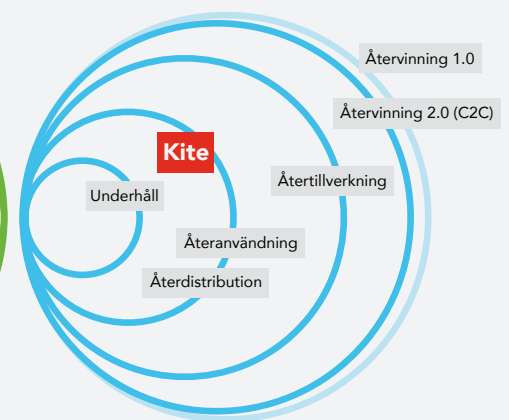 Återvinning 1.0
Återvinning 2.0 (C2C)
Kite
Återtillverkning
Underhåll
Återanvändning
Återdistribution